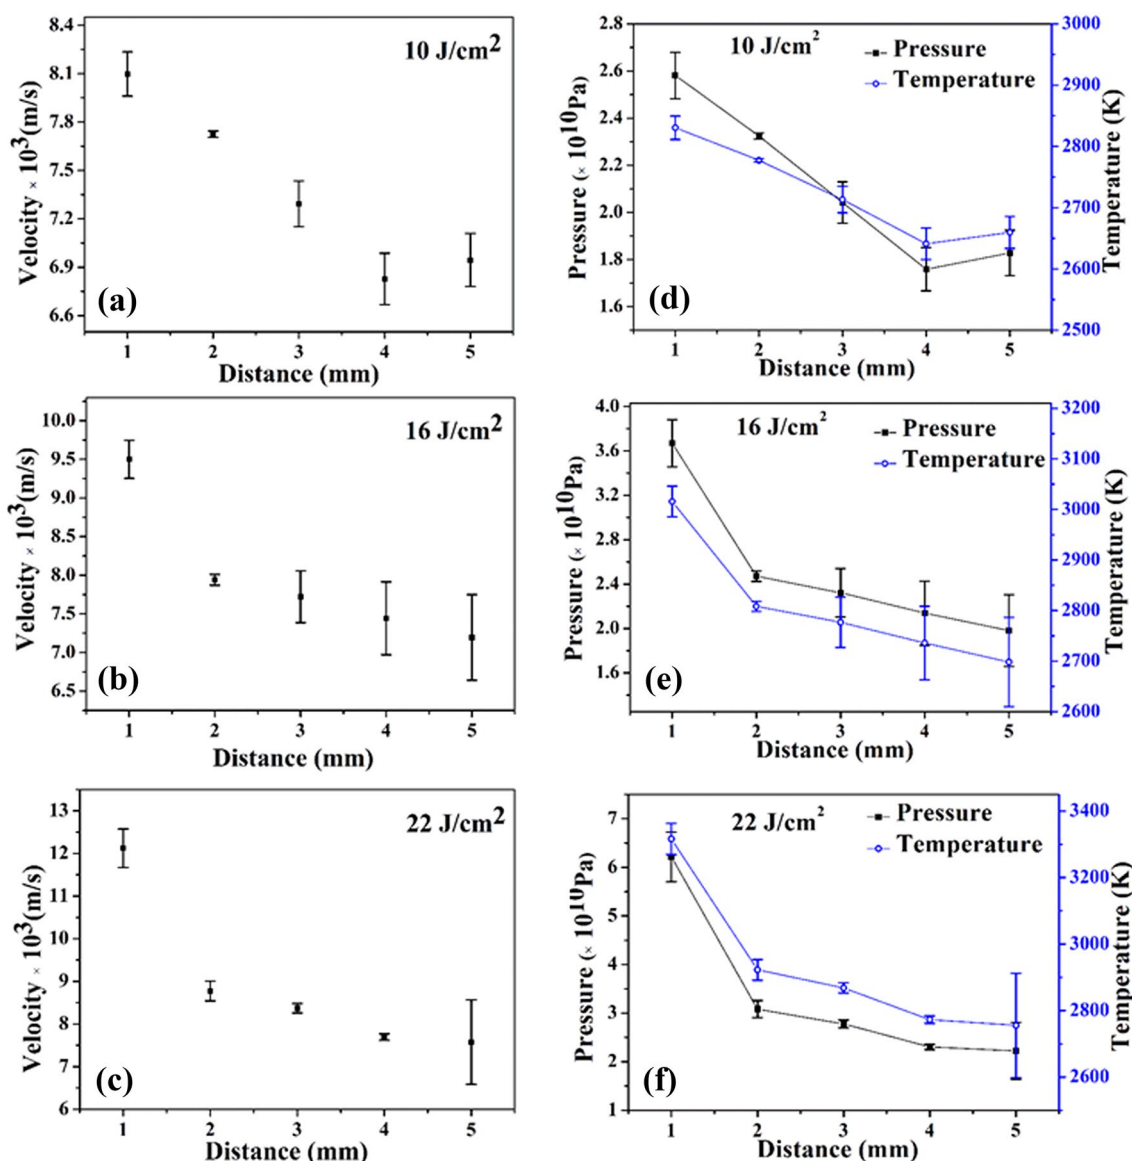 10 J/cm²
8.4
8.1
7.8
7.5
7.2
6.9
6.6
Velocity × 10³(m/s)
(a)
1 2 3 4 5
Distance (mm)
10 J/cm²
Pressure
Temperature
2.8
2.6
2.4
2.2
2.0
1.8
1.6
Pressure (× 10¹⁰Pa)
3000
2900
2800
2700
2600
2500
Temperature (K)
(d)
1 2 3 4 5
Distance (mm)
16 J/cm²
10.0
9.5
9.0
8.5
8.0
7.5
7.0
6.5
Velocity × 10³(m/s)
(b)
1 2 3 4 5
Distance (mm)
16 J/cm²
Pressure
Temperature
4.0
3.6
3.2
2.8
2.4
2.0
1.6
Pressure (× 10¹⁰Pa)
3200
3100
3000
2900
2800
2700
2600
Temperature (K)
(e)
1 2 3 4 5
Distance (mm)
22 J/cm²
13
12
11
10
9
8
7
6
Velocity × 10³(m/s)
(c)
1 2 3 4 5
Distance (mm)
22 J/cm²
Pressure
Temperature
7
6
5
4
3
2
1
Pressure (× 10¹⁰Pa)
3400
3200
3000
2800
2600
Temperature (K)
(f)
1 2 3 4 5
Distance (mm)